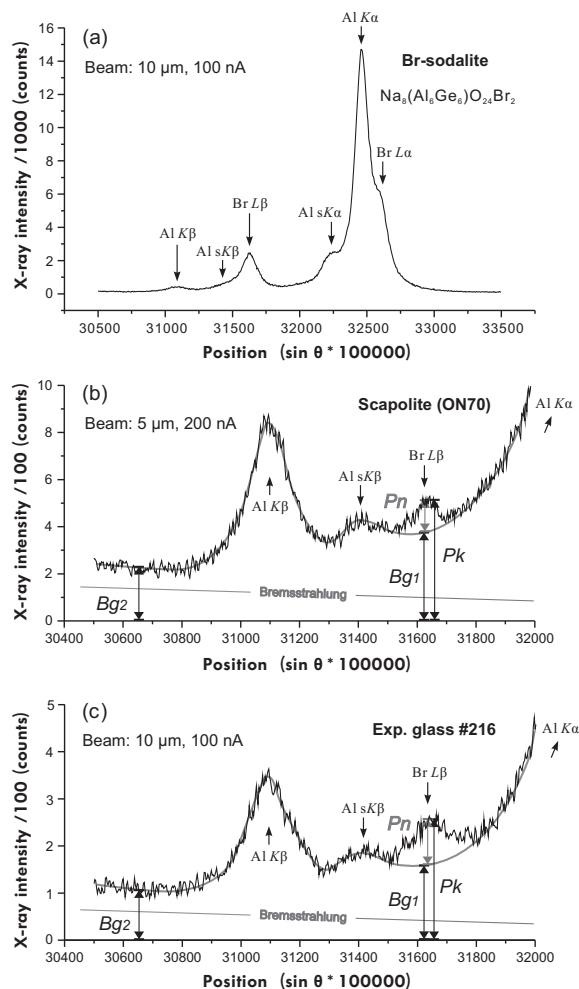 (a)
Beam: 10 µm, 100 nA
Al Kα
Br-sodalite
Na₈(Al₆Ge₆)O₂₄Br₂
Br Lα
Br Lβ
Al sKα
Al Kβ
Al sKβ
16
14
12
10
8
6
4
2
0
X-ray intensity /1000 (counts)
30500 31000 31500 32000 32500 33000 33500
Position (sin θ * 100000)
(b)
Beam: 5 µm, 200 nA
Scapolite (ON70)
Al Kα
Br Lβ
Al sKβ
Al Kβ
Pn
Pk
Bg1
Bg2
Bremsstrahlung
10
8
6
4
2
0
X-ray intensity /100 (counts)
30400 30600 30800 31000 31200 31400 31600 31800 32000
Position (sin θ * 100000)
(c)
Beam: 10 µm, 100 nA
Exp. glass #216
Al Kα
Br Lβ
Al sKβ
Al Kβ
Pn
Pk
Bg1
Bg2
Bremsstrahlung
5
4
3
2
1
0
X-ray intensity /100 (counts)
30400 30600 30800 31000 31200 31400 31600 31800 32000
Position (sin θ * 100000)